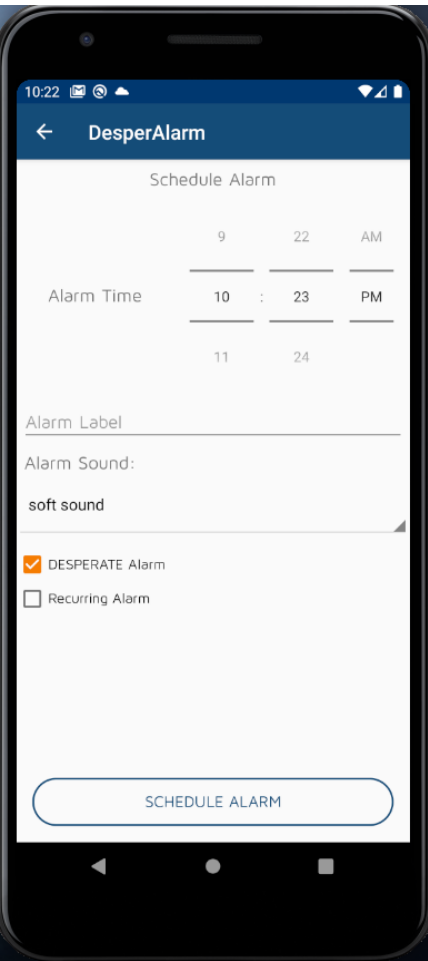 10:22
DesperAlarm
Schedule Alarm
9 22 AM
Alarm Time 10 : 23 PM
11 24
Alarm Label
Alarm Sound:
soft sound
DESPERATE Alarm
Recurring Alarm
SCHEDULE ALARM